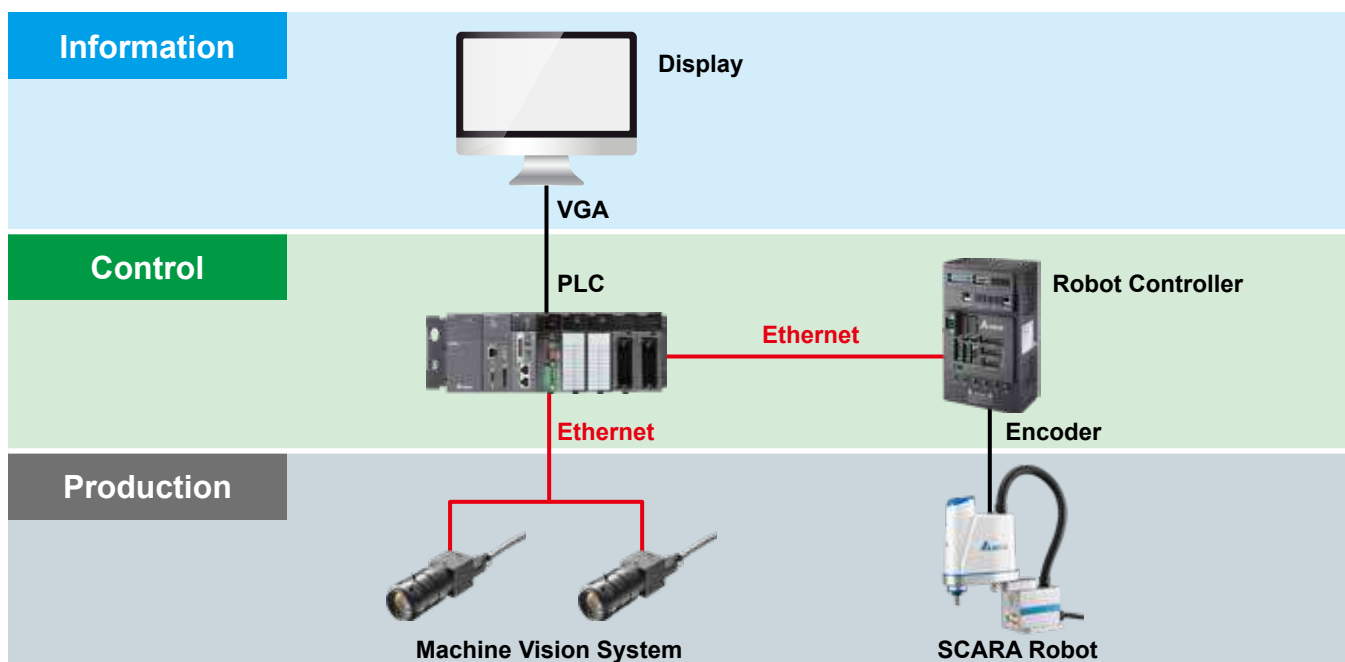 Information
Display
VGA
Control
PLC
Robot Controller
Ethernet
Ethernet
Encoder
Production
Machine Vision System
SCARA Robot